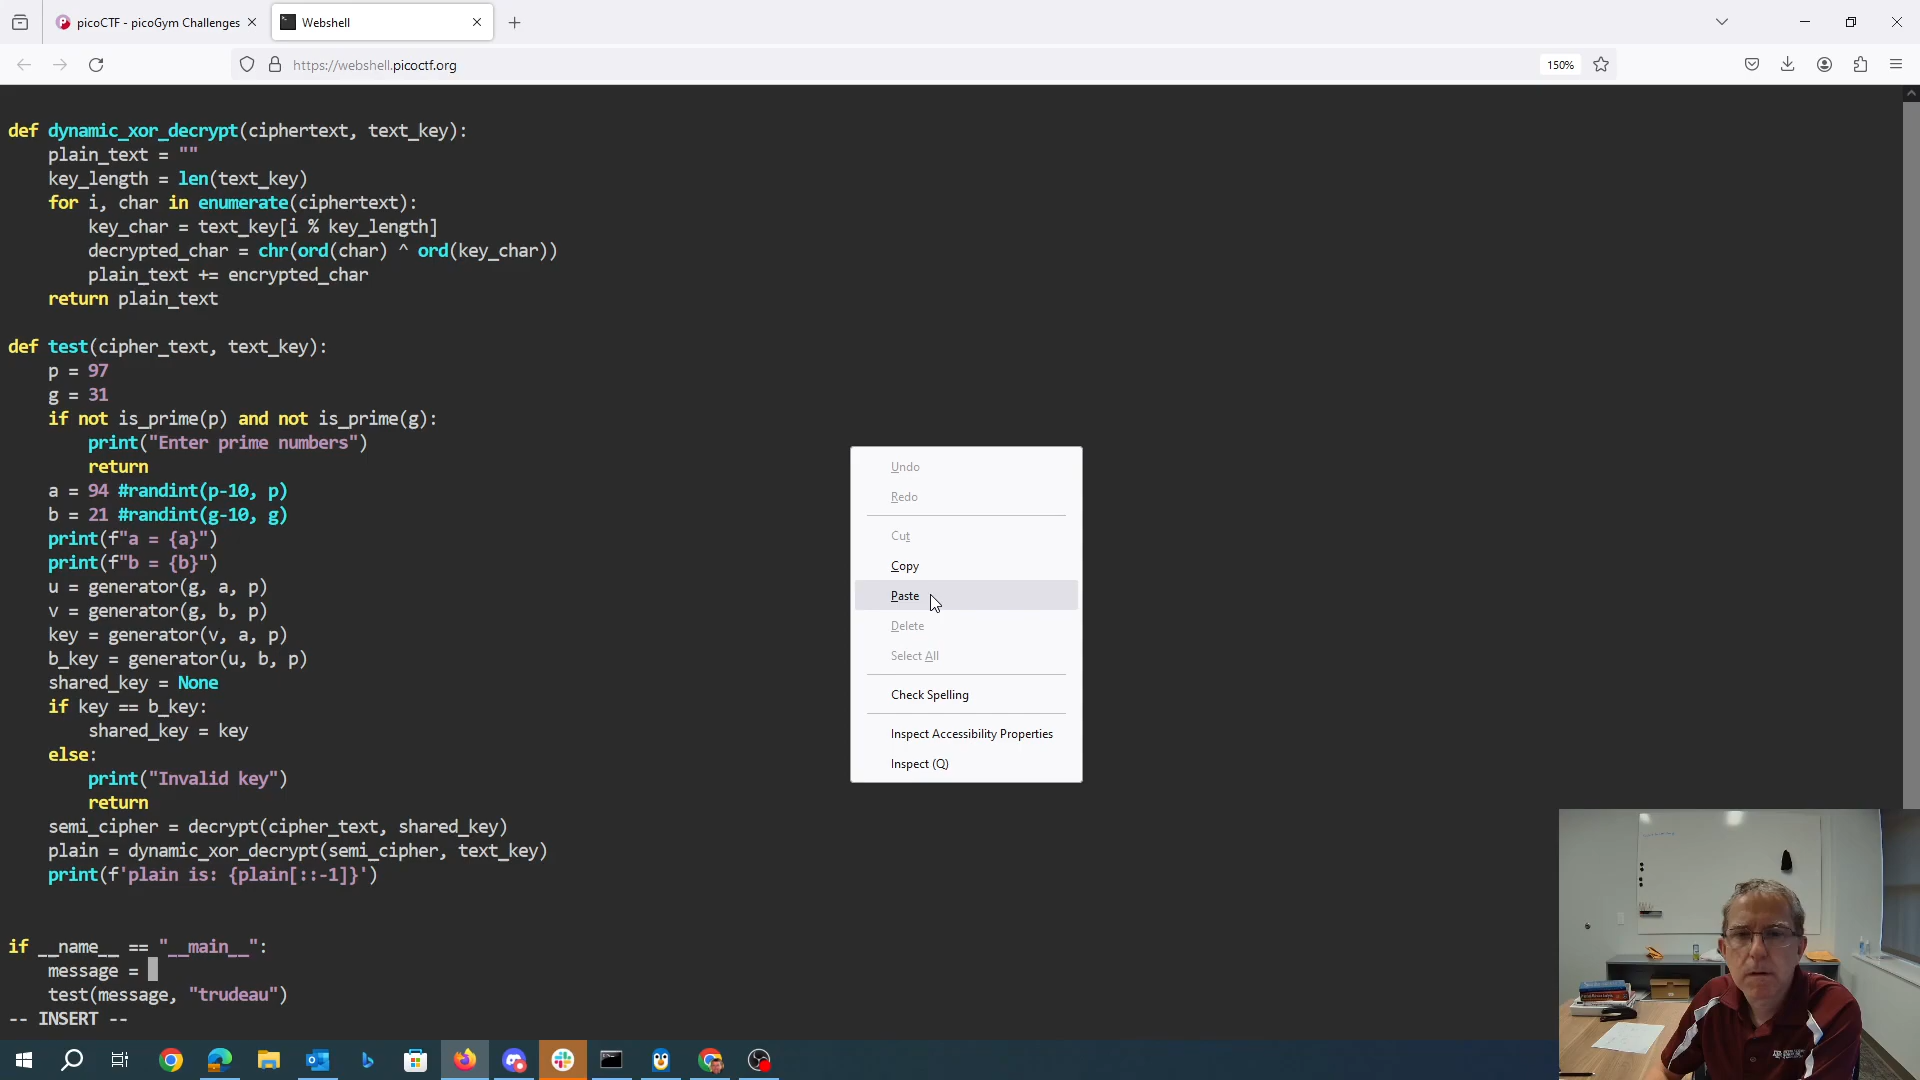 picoCTF - picoGym Challenges
Webshell
https://webshell.picoctf.org
150%
def dynamic_xor_decrypt(ciphertext, text_key):
    plain_text = ""
    key_length = len(text_key)
    for i, char in enumerate(ciphertext):
        key_char = text_key[i % key_length]
        decrypted_char = chr(ord(char) ^ ord(key_char))
        plain_text += encrypted_char
    return plain_text
def test(cipher_text, text_key):
    p = 97
    g = 31
    if not is_prime(p) and not is_prime(g):
        print("Enter prime numbers")
        return
    a = 94 #randint(p-10, p)
    b = 21 #randint(g-10, g)
    print(f"a = {a}")
    print(f"b = {b}")
    u = generator(g, a, p)
    v = generator(g, b, p)
    key = generator(v, a, p)
    b_key = generator(u, b, p)
    shared_key = None
    if key == b_key:
        shared_key = key
    else:
        print("Invalid key")
        return
    semi_cipher = decrypt(cipher_text, shared_key)
    plain = dynamic_xor_decrypt(semi_cipher, text_key)
    print(f'plain is: {plain[::-1]}')
if __name__ == "__main__":
    message =
    test(message, "trudeau")
-- INSERT --
Undo
Redo
Cut
Copy
Paste
Delete
Select All
Check Spelling
Inspect Accessibility Properties
Inspect (Q)